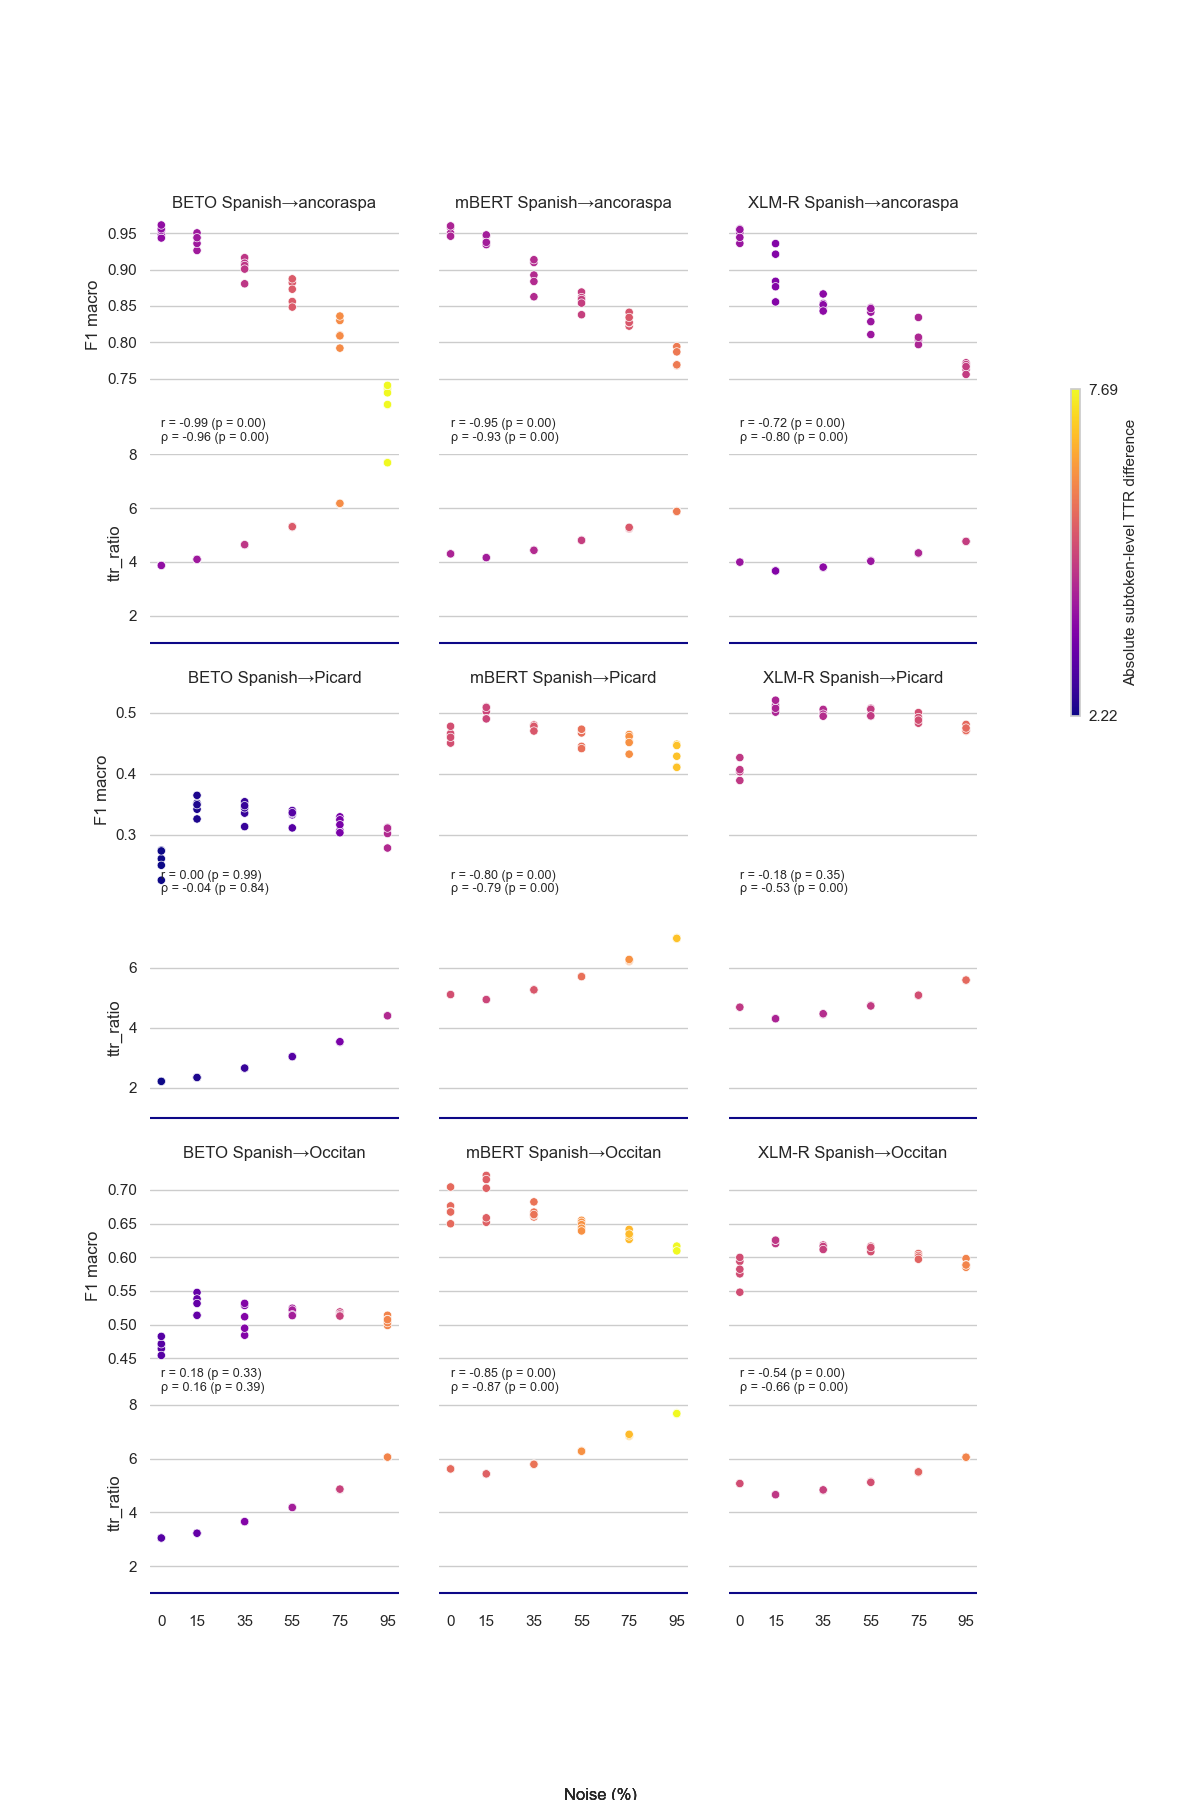 BETO Spanish→ancoraspa
mBERT Spanish→ancoraspa
XLM-R Spanish→ancoraspa
F1 macro
0.95
0.90
0.85
0.80
0.75
r = -0.99 (p = 0.00)
ρ = -0.96 (p = 0.00)
r = -0.95 (p = 0.00)
ρ = -0.93 (p = 0.00)
r = -0.72 (p = 0.00)
ρ = -0.80 (p = 0.00)
ttr_ratio
8
6
4
2
7.69
Absolute subtoken-level TTR difference
2.22
BETO Spanish→Picard
mBERT Spanish→Picard
XLM-R Spanish→Picard
F1 macro
0.5
0.4
0.3
r = 0.00 (p = 0.99)
ρ = -0.04 (p = 0.84)
r = -0.80 (p = 0.00)
ρ = -0.79 (p = 0.00)
r = -0.18 (p = 0.35)
ρ = -0.53 (p = 0.00)
ttr_ratio
6
4
2
BETO Spanish→Occitan
mBERT Spanish→Occitan
XLM-R Spanish→Occitan
F1 macro
0.70
0.65
0.60
0.55
0.50
0.45
r = 0.18 (p = 0.33)
ρ = 0.16 (p = 0.39)
r = -0.85 (p = 0.00)
ρ = -0.87 (p = 0.00)
r = -0.54 (p = 0.00)
ρ = -0.66 (p = 0.00)
ttr_ratio
8
6
4
2
0 15 35 55 75 95
0 15 35 55 75 95
0 15 35 55 75 95
Noise (%)